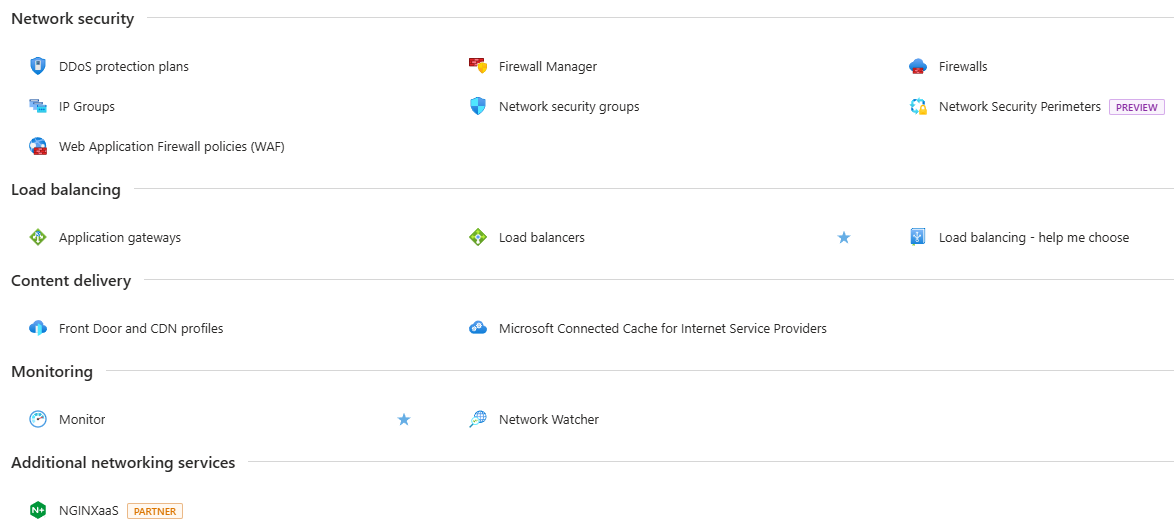 Network security
DDoS protection plans
Firewall Manager
Firewalls
IP Groups
Network security groups
Network Security Perimeters PREVIEW
Web Application Firewall policies (WAF)
Load balancing
Application gateways
Load balancers
Load balancing - help me choose
Content delivery
Front Door and CDN profiles
Microsoft Connected Cache for Internet Service Providers
Monitoring
Monitor
Network Watcher
Additional networking services
N+ NGINXaaS PARTNER